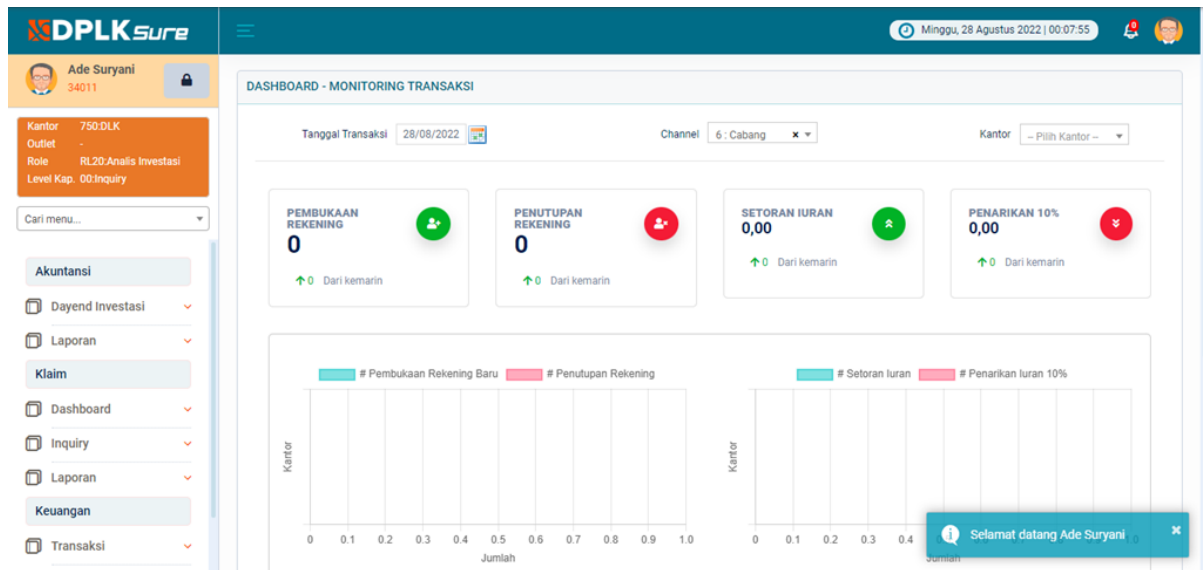 DPLKSure
Minggu, 28 Agustus 2022 | 00:07:55
Ade Suryani
34011
Kantor 750:DLK
Outlet -
Role RL20:Analis Investasi
Level Kap. 00:Inquiry
Cari menu...
Akuntansi
Dayend Investasi
Laporan
Klaim
Dashboard
Inquiry
Laporan
Keuangan
Transaksi
DASHBOARD - MONITORING TRANSAKSI
Tanggal Transaksi 28/08/2022 Channel 6 : Cabang x Kantor -- Pilih Kantor --
PEMBUKAAN
REKENING
0
0 Dari kemarin
PENUTUPAN
REKENING
0
0 Dari kemarin
SETORAN IURAN
0,00
0 Dari kemarin
PENARIKAN 10%
0,00
0 Dari kemarin
# Pembukaan Rekening Baru # Penutupan Rekening
Kantor
0 0.1 0.2 0.3 0.4 0.5 0.6 0.7 0.8 0.9 1.0
Jumlah
# Setoran Iuran # Penarikan Iuran 10%
Kantor
0 0.1 0.2 0.3 0.4 1.0
Jumlah
Selamat datang Ade Suryani ×